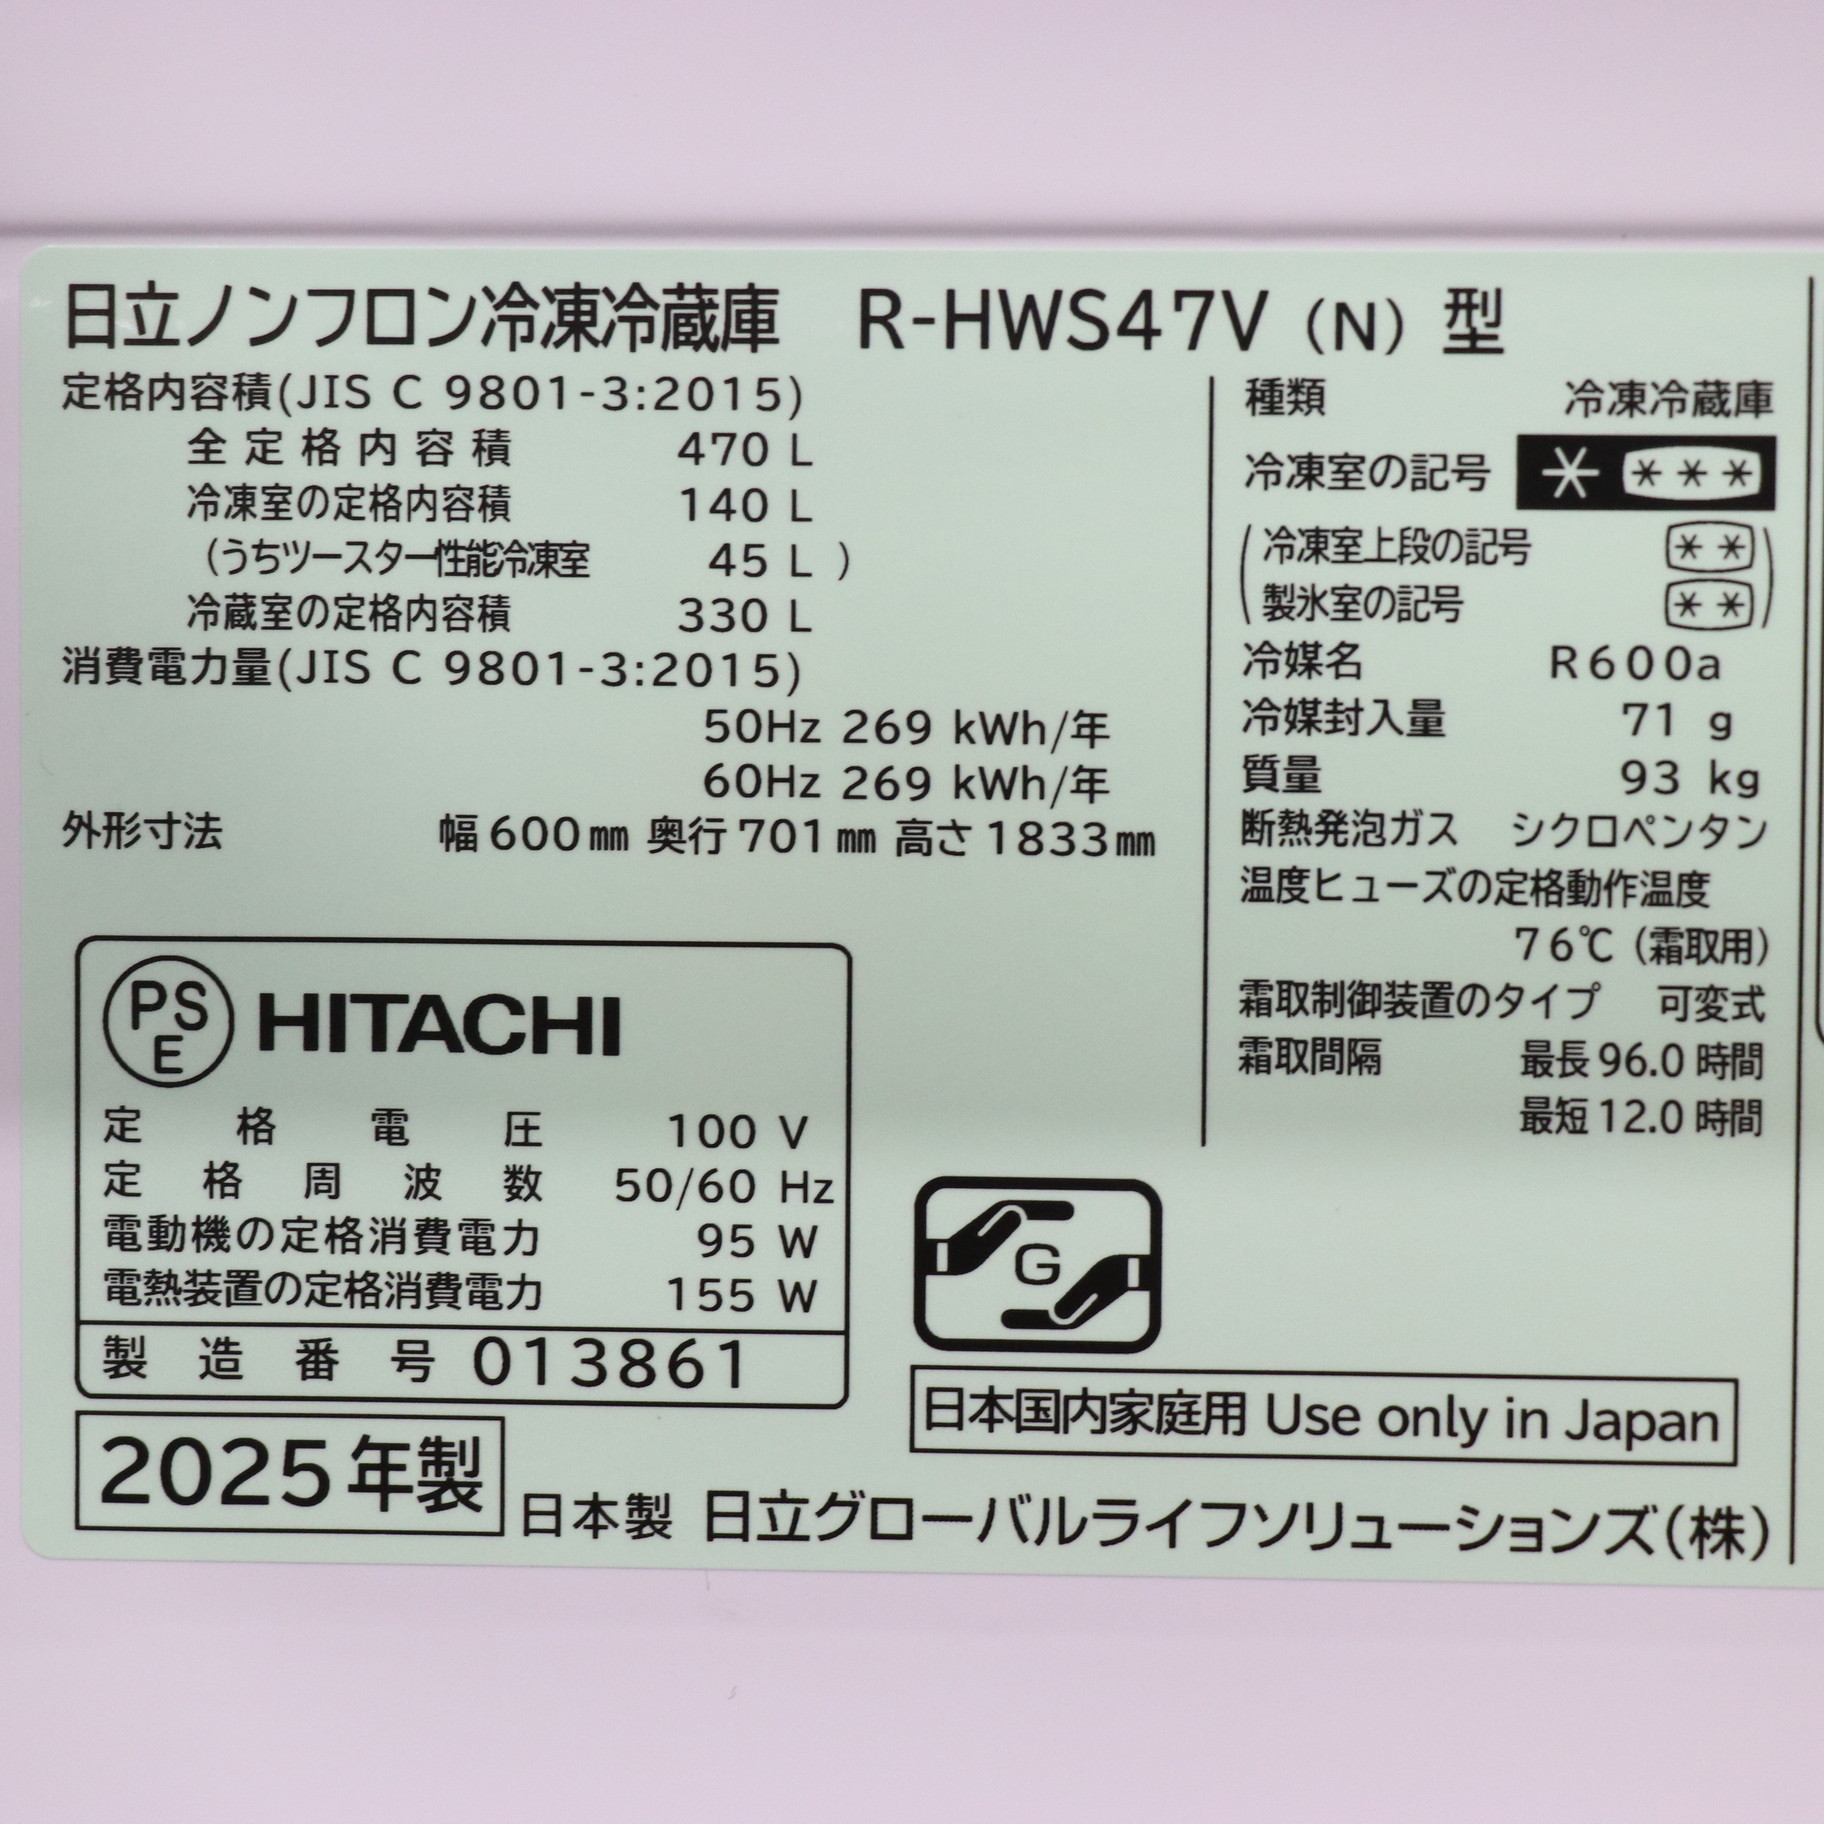 日立ノンフロン冷凍冷蔵庫 R-HWS47V (N) 型
定格内容積(JIS C 9801-3:2015)
全定格内容積 470 L
冷凍室の定格内容積 140 L
(うちツースター性能冷凍室 45 L )
冷蔵室の定格内容積 330 L
消費電力量(JIS C 9801-3:2015)
50Hz 269 kWh/年
60Hz 269 kWh/年
外形寸法 幅600mm 奥行701mm 高さ1833mm
種類 冷凍冷蔵庫
冷凍室の記号 * ***
(冷凍室上段の記号 **
製氷室の記号 **)
冷媒名 R600a
冷媒封入量 71 g
質量 93 kg
断熱発泡ガス シクロペンタン
温度ヒューズの定格動作温度
76℃ (霜取用)
霜取制御装置のタイプ 可変式
霜取間隔 最長96.0時間
最短12.0時間
PS
E
HITACHI
定格電圧 100 V
定格周波数 50/60 Hz
電動機の定格消費電力 95 W
電熱装置の定格消費電力 155 W
製造番号 013861
G
日本国内家庭用 Use only in Japan
2025年製
日本製 日立グローバルライフソリューションズ(株)